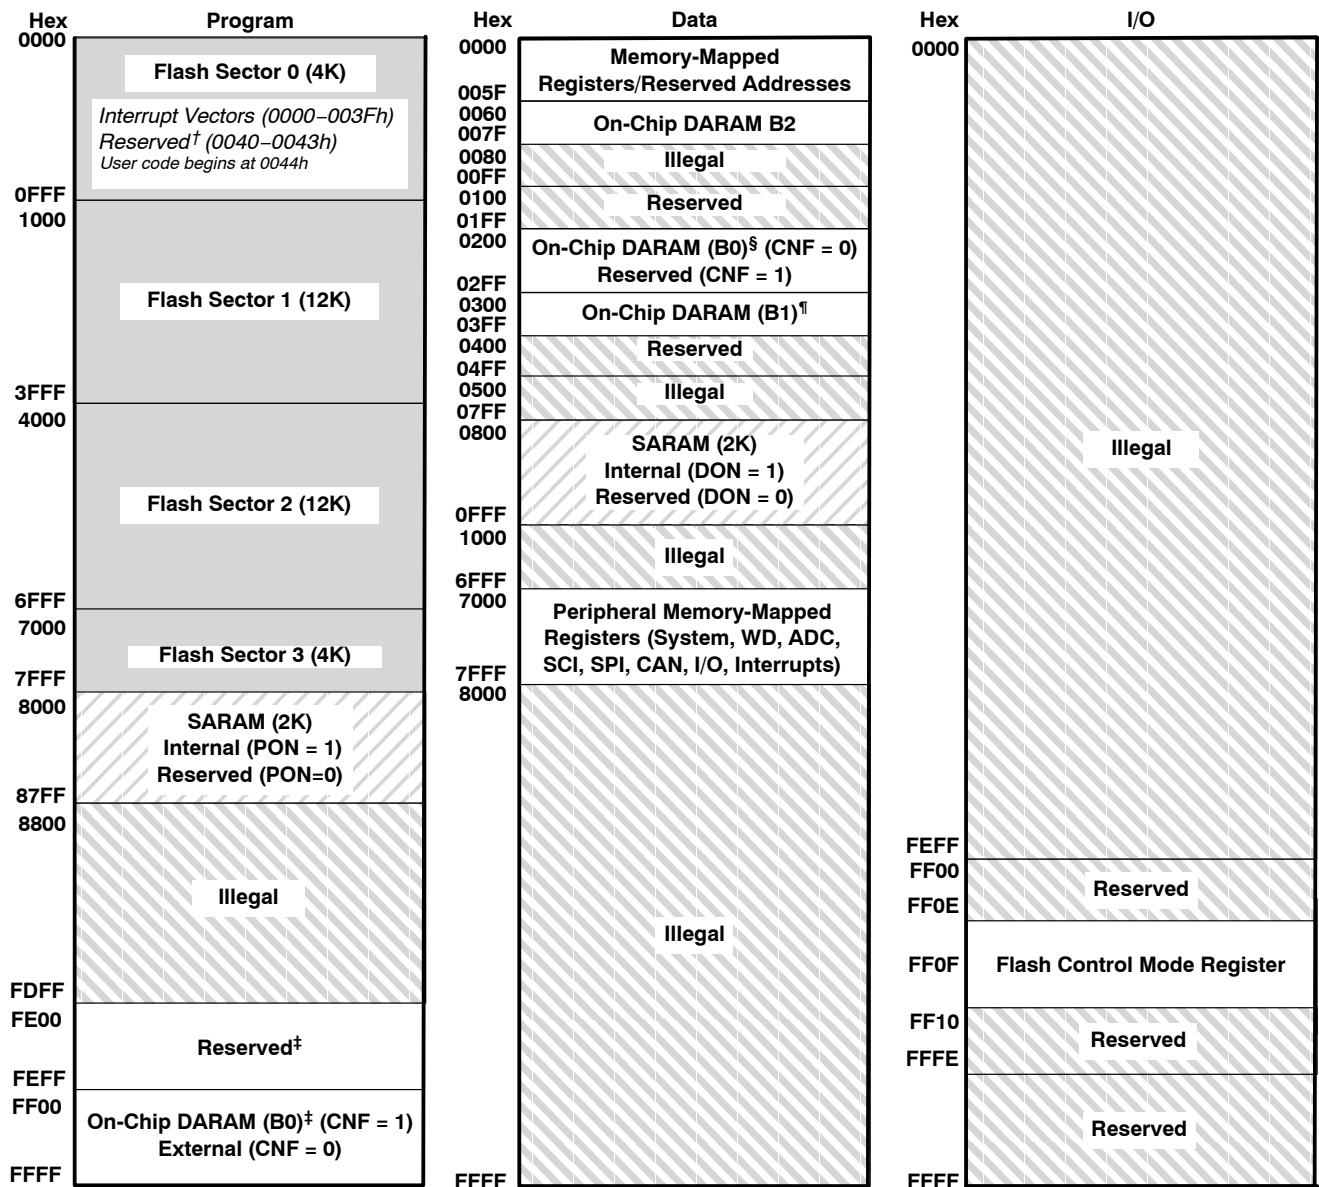 Hex Program
0000
Flash Sector 0 (4K)
Interrupt Vectors (0000–003Fh)
Reserved† (0040–0043h)
User code begins at 0044h
0FFF
1000
Flash Sector 1 (12K)
3FFF
4000
Flash Sector 2 (12K)
6FFF
7000
Flash Sector 3 (4K)
7FFF
8000
SARAM (2K)
Internal (PON = 1)
Reserved (PON=0)
87FF
8800
Illegal
FDFF
FE00
Reserved‡
FEFF
FF00
On-Chip DARAM (B0)‡ (CNF = 1)
External (CNF = 0)
FFFF
Hex Data
0000
Memory-Mapped
Registers/Reserved Addresses
005F
0060
On-Chip DARAM B2
007F
0080
Illegal
00FF
0100
Reserved
01FF
0200
On-Chip DARAM (B0)§ (CNF = 0)
Reserved (CNF = 1)
02FF
0300
On-Chip DARAM (B1)¶
03FF
0400
Reserved
04FF
0500
Illegal
07FF
0800
SARAM (2K)
Internal (DON = 1)
Reserved (DON = 0)
0FFF
1000
Illegal
6FFF
7000
Peripheral Memory-Mapped
Registers (System, WD, ADC,
SCI, SPI, CAN, I/O, Interrupts)
7FFF
8000
Illegal
FFFF
Hex I/O
0000
Illegal
FEFF
FF00
Reserved
FF0E
FF0F Flash Control Mode Register
FF10
Reserved
FFFE
Reserved
FFFF